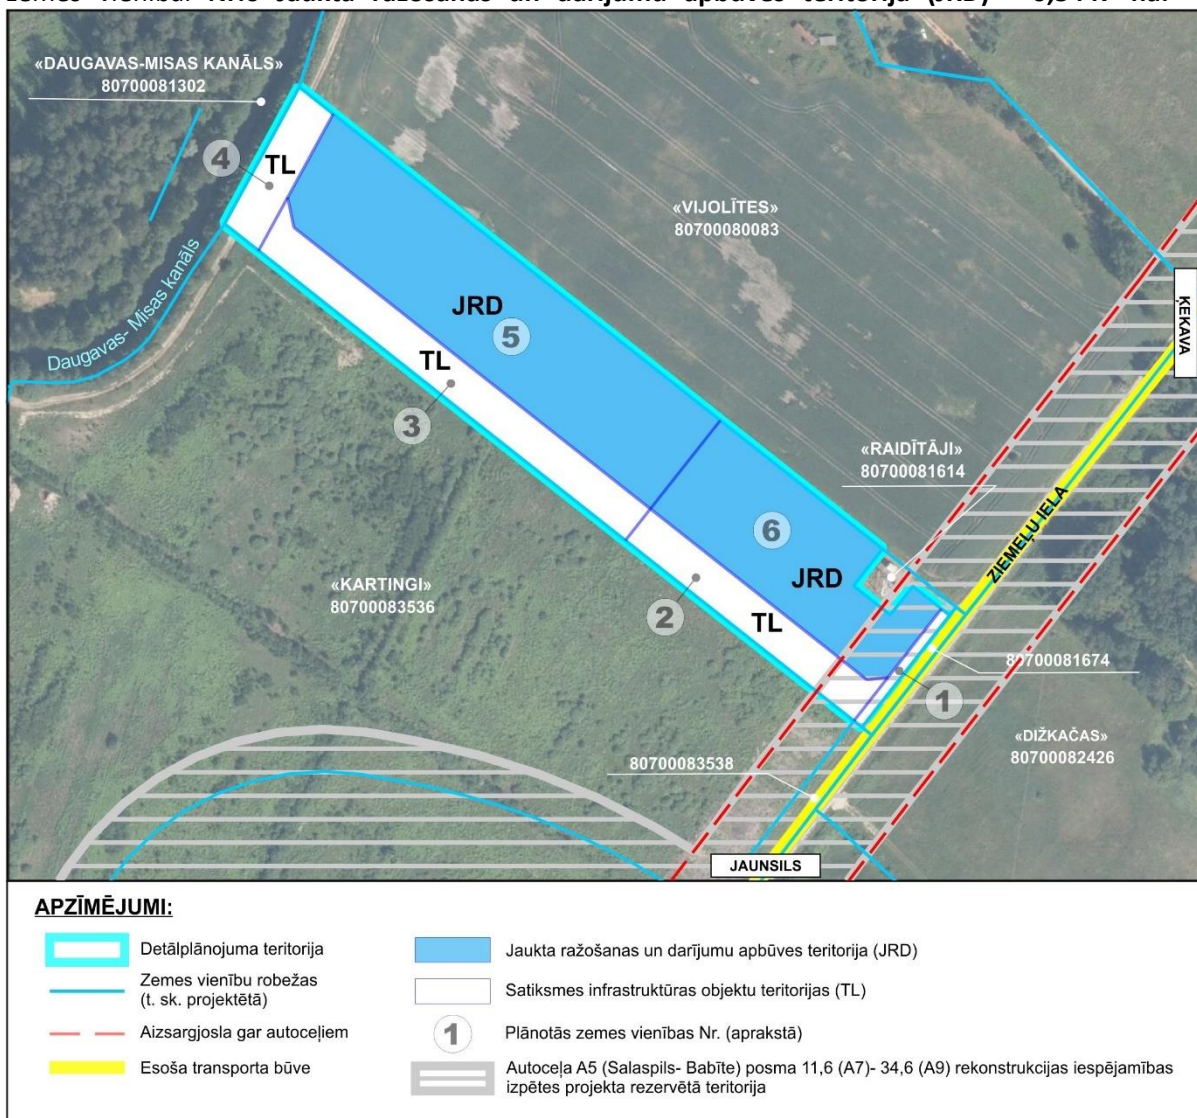 zemes vienībai Nr.6 Jaukta ražošanas un darījumu apbūves teritorija (JRD)
«DAUGAVAS-MISAS KANĀLS»
80700081302
4
TL
«VIJOLĪTES»
80700080083
Daugavas- Misas kanāls
JRD
5
ĶEKAVA
TL
3
«RAIDĪTĀJI»
80700081614
ZIEMEĻU IELA
6
JRD
«KARTINGI»
80700083536
2
TL
80700081674
1
«DIŽKAČAS»
80700082426
80700083538
JAUNSILS
APZĪMĒJUMI:
Detālplānojuma teritorija
Zemes vienību robežas
(t. sk. projektētā)
Aizsargjosla gar autoceļiem
Esoša transporta būve
Jaukta ražošanas un darījumu apbūves teritorija (JRD)
Satiksmes infrastruktūras objektu teritorijas (TL)
1
Plānotās zemes vienības Nr. (aprakstā)
Autoceļa A5 (Salaspils- Babīte) posma 11,6 (A7)- 34,6 (A9) rekonstrukcijas iespējamības
izpētes projekta rezervētā teritorija